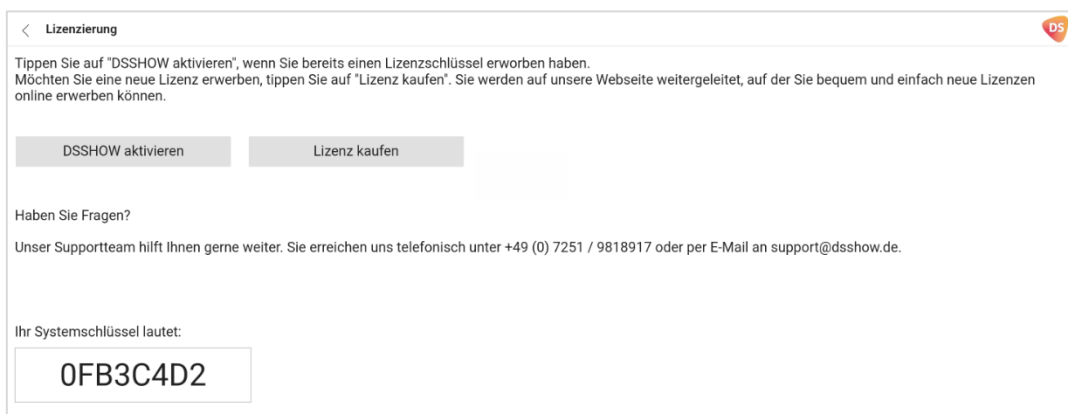 Lizenzierung
DS
Tippen Sie auf "DSSHOW aktivieren", wenn Sie bereits einen Lizenzschlüssel erworben haben.
Möchten Sie eine neue Lizenz erwerben, tippen Sie auf "Lizenz kaufen". Sie werden auf unsere Webseite weitergeleitet, auf der Sie bequem und einfach neue Lizenzen
online erwerben können.
DSSHOW aktivieren
Lizenz kaufen
Haben Sie Fragen?
Unser Supportteam hilft Ihnen gerne weiter. Sie erreichen uns telefonisch unter +49 (0) 7251 / 9818917 oder per E-Mail an support@dsshow.de.
Ihr Systemschlüssel lautet:
0FB3C4D2